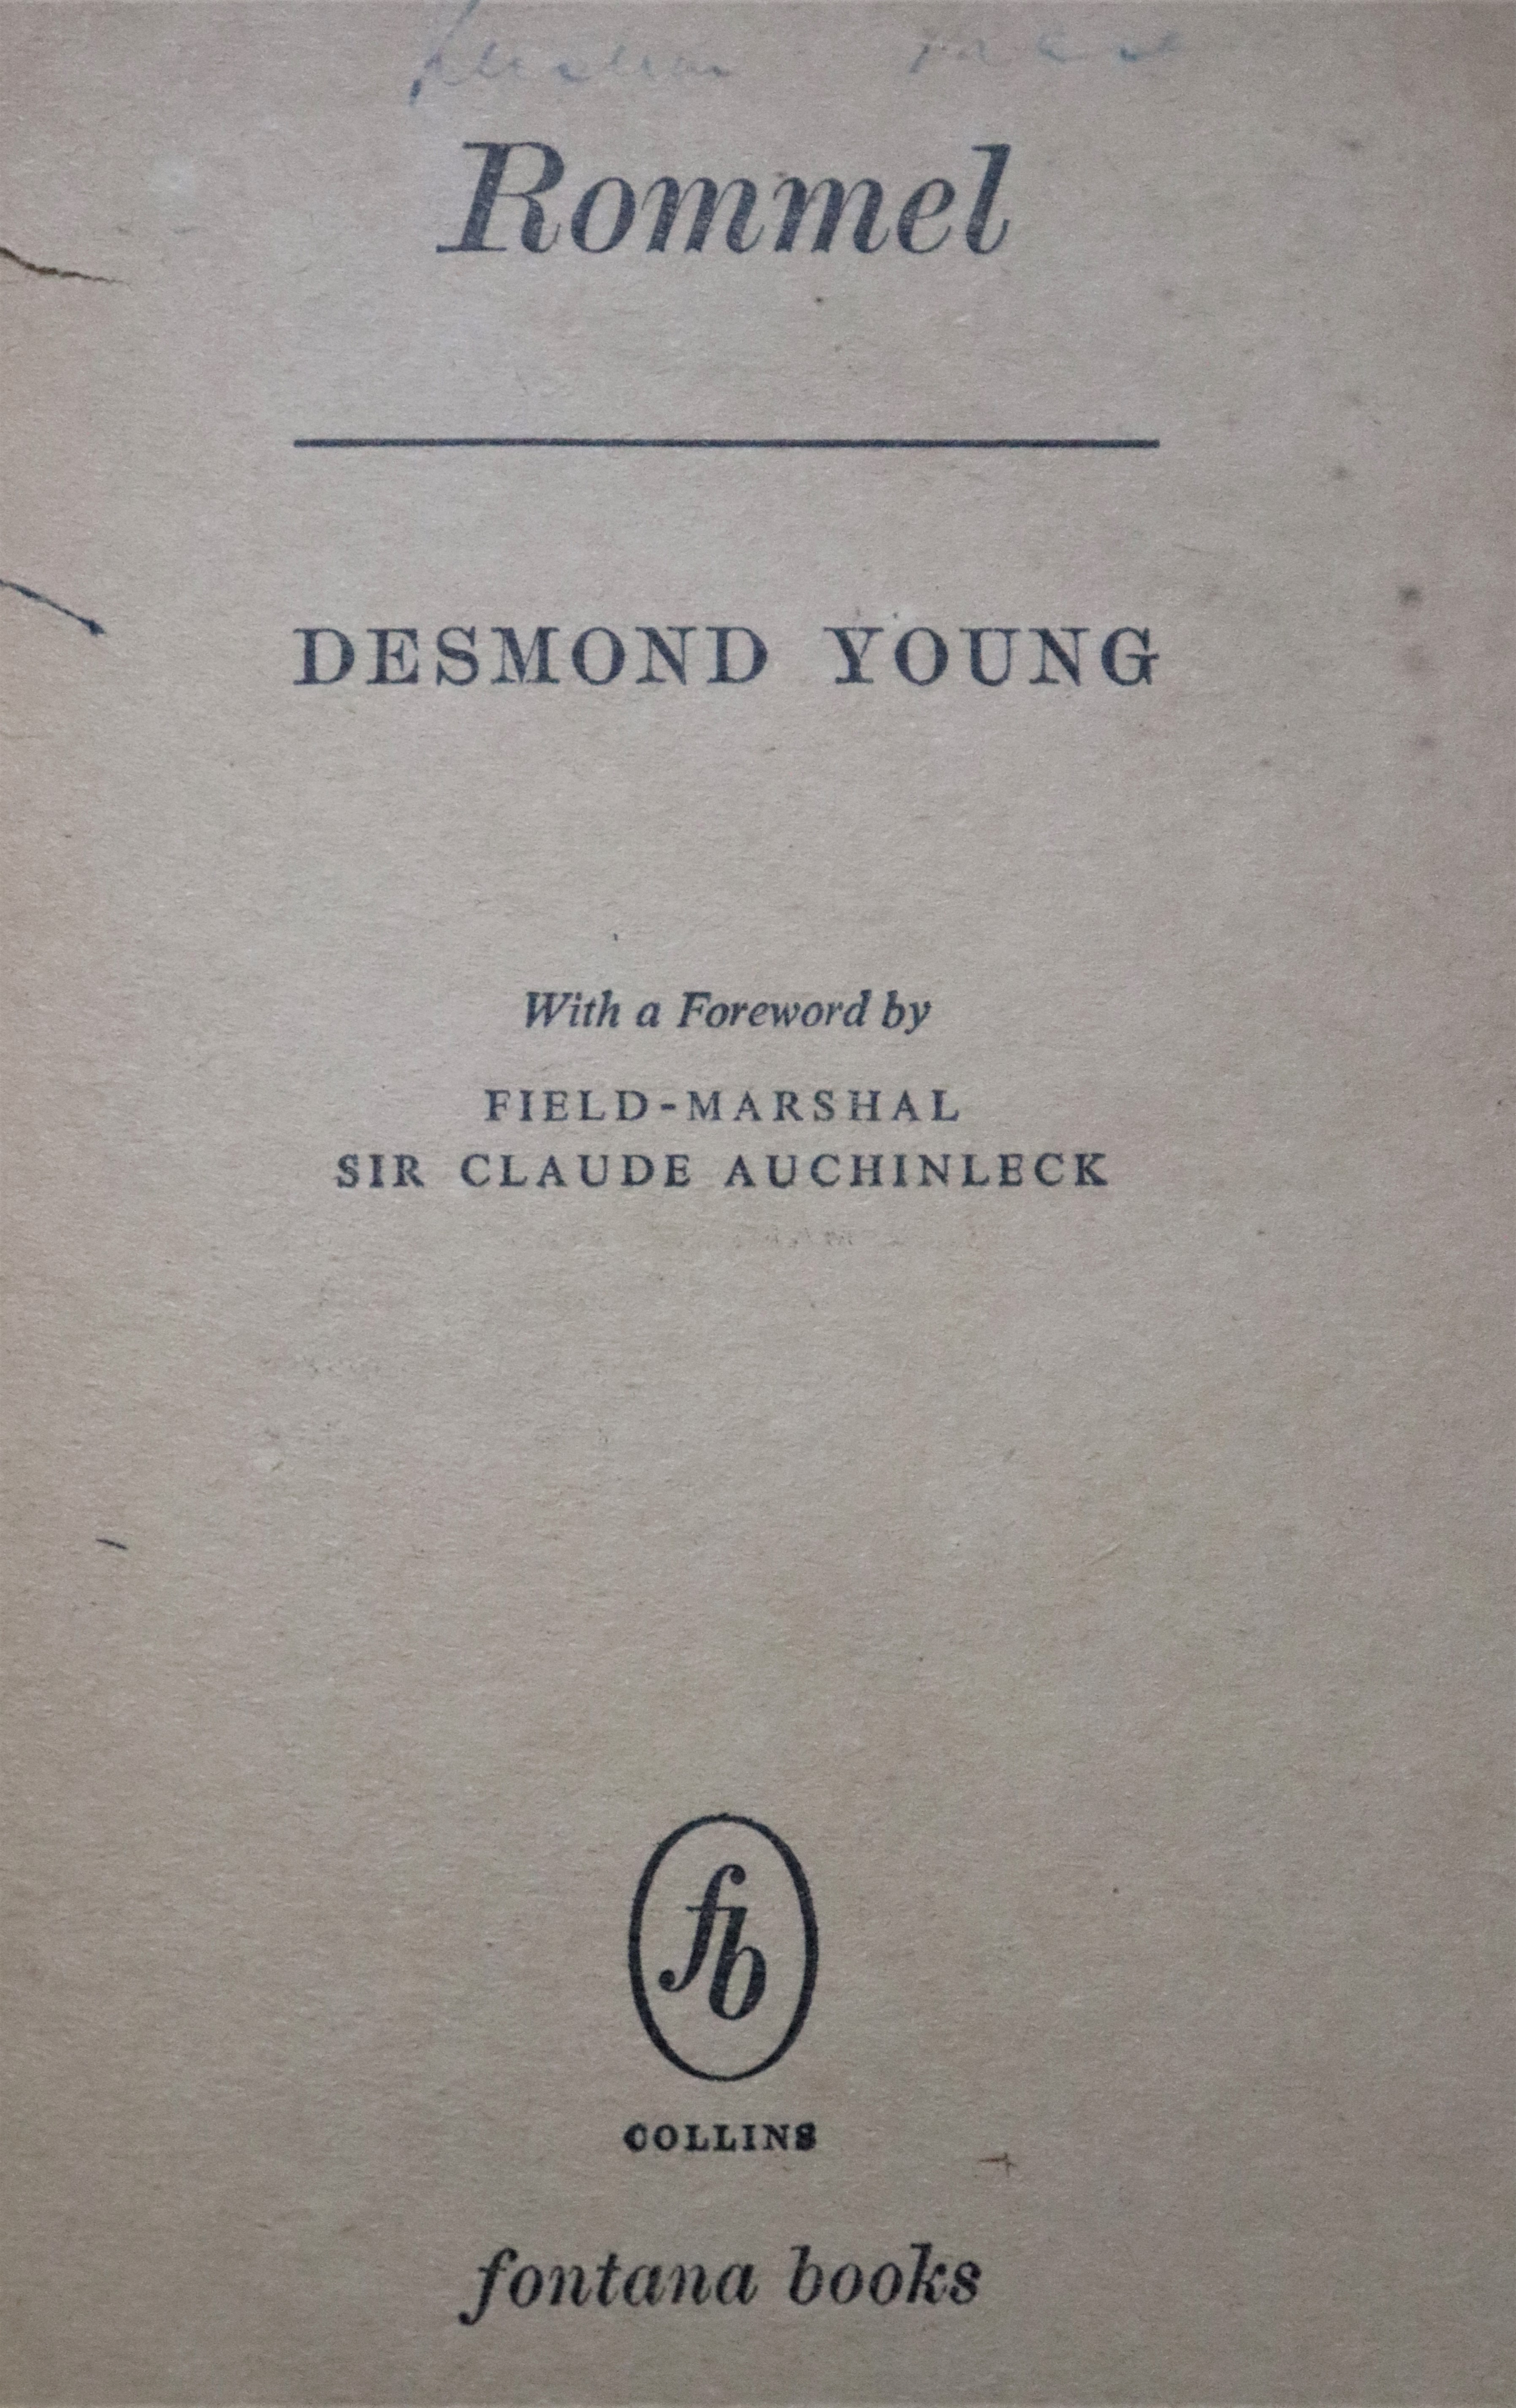 Rommel
DESMOND YOUNG
With a Foreword by
FIELD-MARSHAL
SIR CLAUDE AUCHINLECK
fb
COLLINS
fontana books